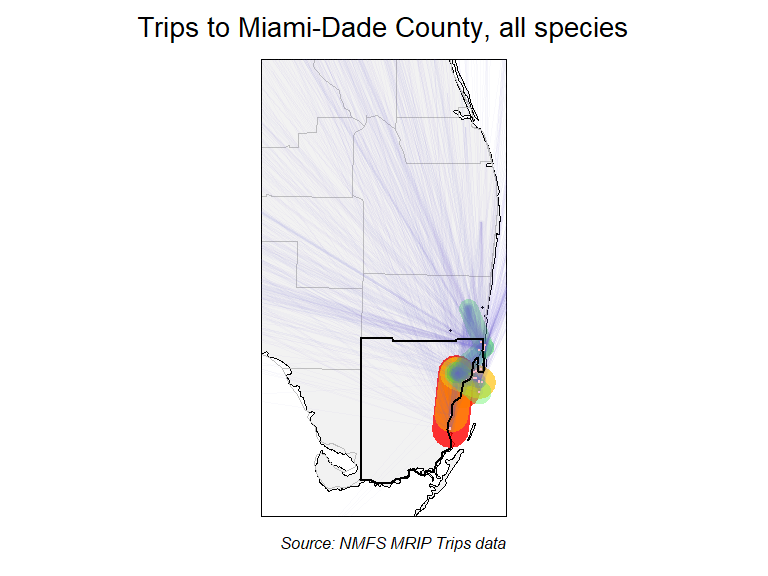 Trips to Miami-Dade County, all species
Source: NMFS MRIP Trips data